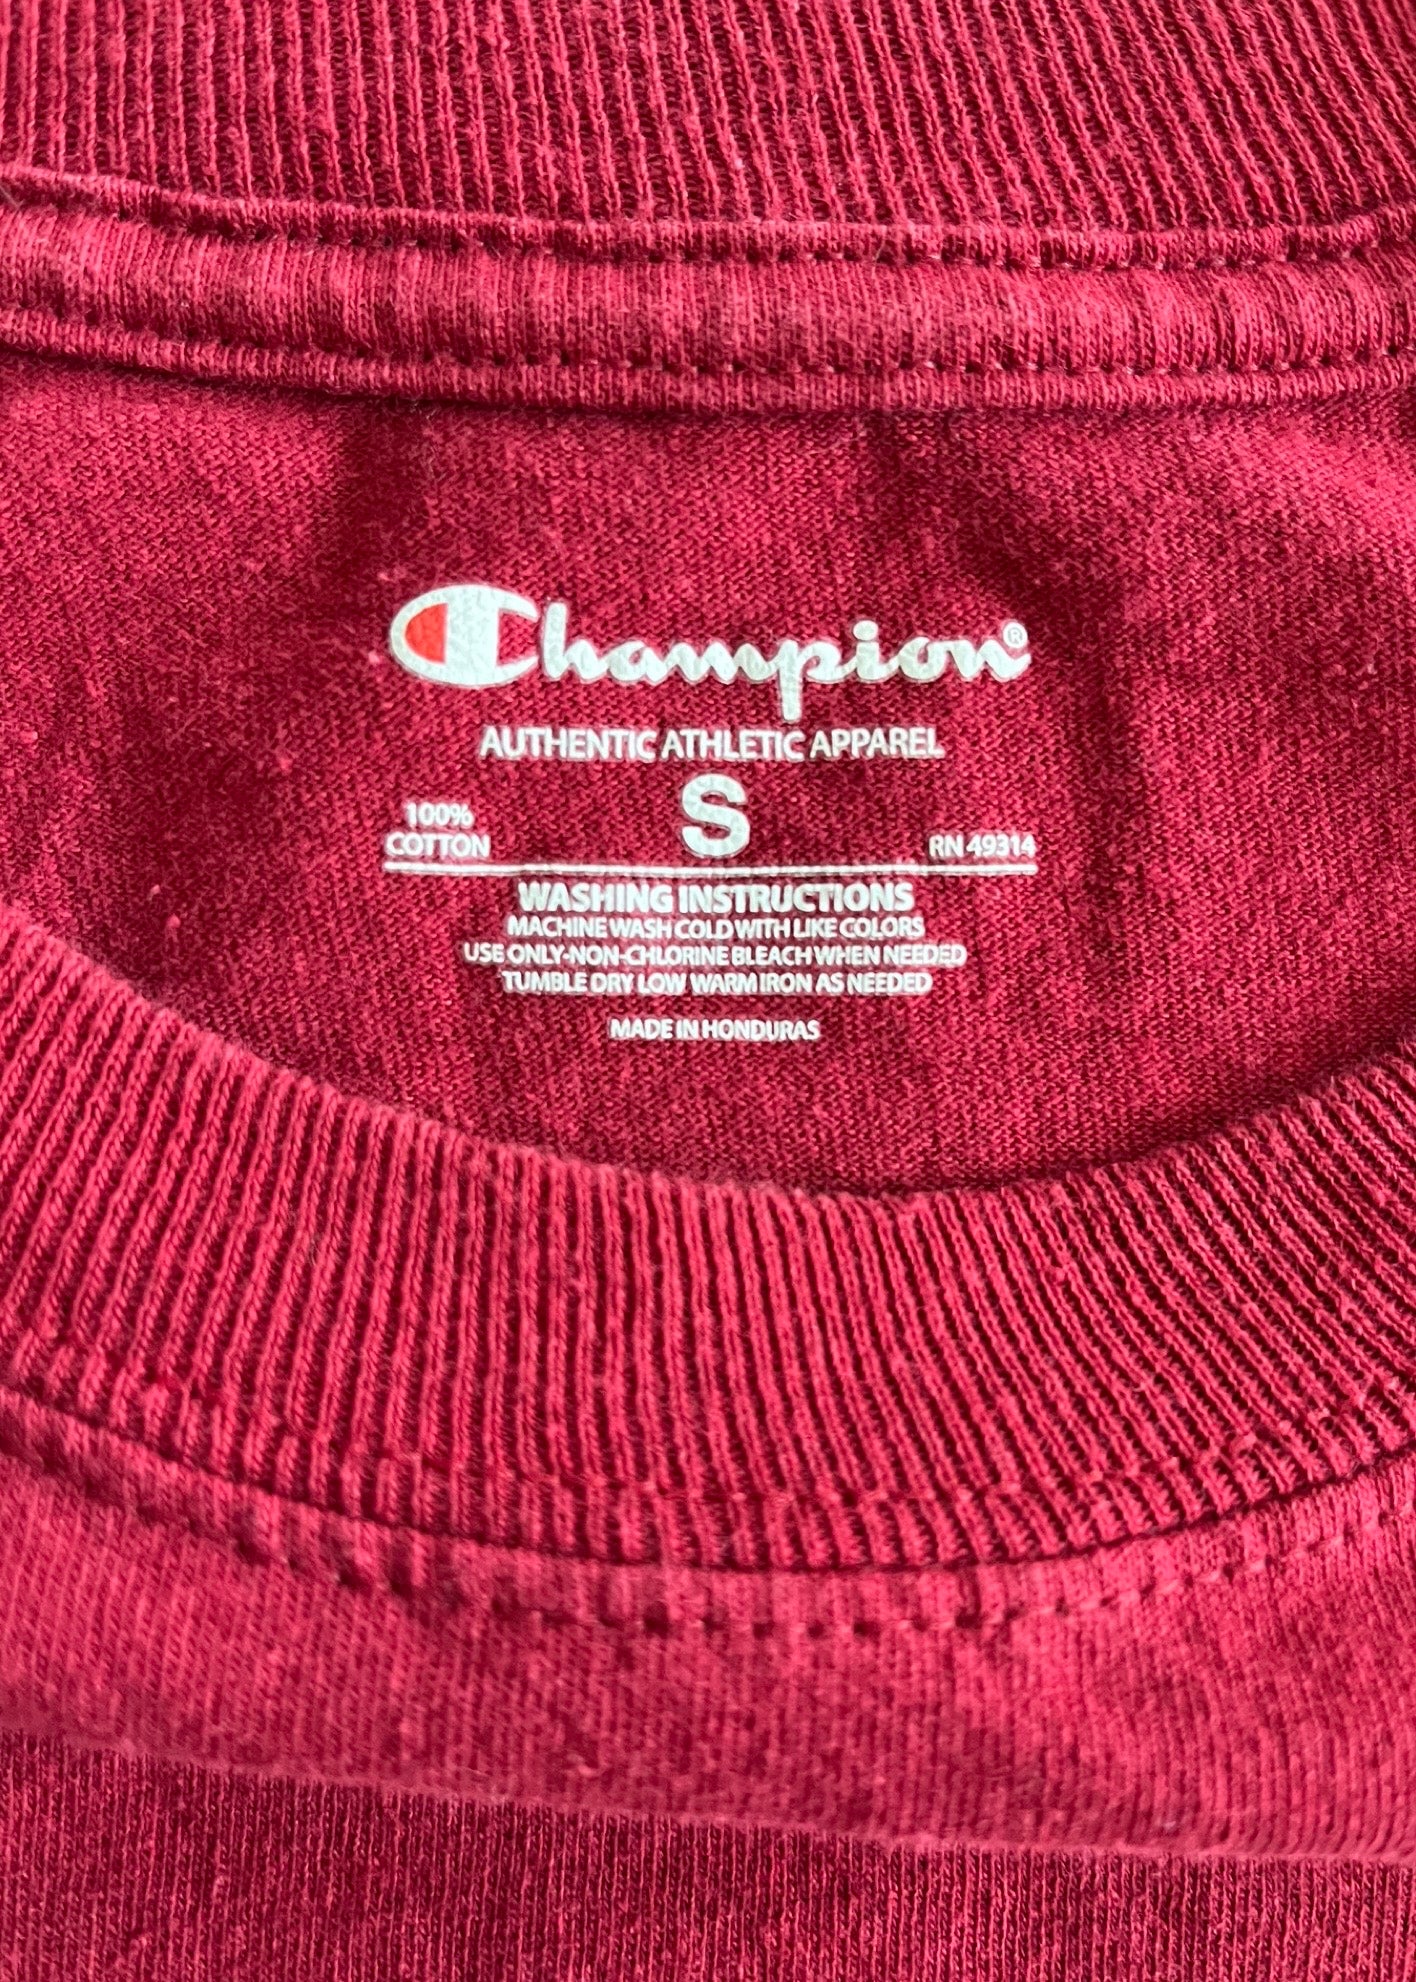 Champion®
AUTHENTIC ATHLETIC APPAREL
S
100%
COTTON
RN 49314
WASHING INSTRUCTIONS
MACHINE WASH COLD WITH LIKE COLORS
USE ONLY-NON-CHLORINE BLEACH WHEN NEEDED
TUMBLE DRY LOW WARM IRON AS NEEDED
MADE IN HONDURAS